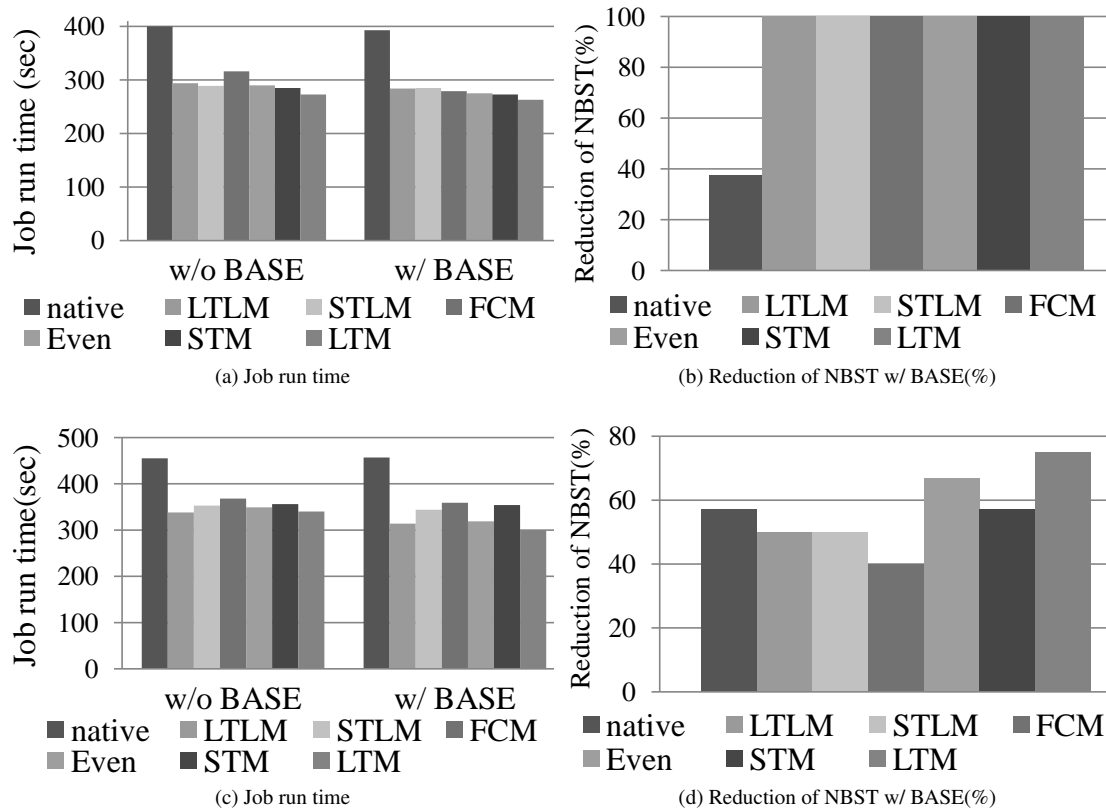 Job run time (sec)
400
300
200
100
0
w/o BASE w/ BASE
native LTLM STLM FCM
Even STM LTM
(a) Job run time
Reduction of NBST(%)
100
80
60
40
20
0
native LTLM STLM FCM
Even STM LTM
(b) Reduction of NBST w/ BASE(%)
Job run time(sec)
500
400
300
200
100
0
w/o BASE w/ BASE
native LTLM STLM FCM
Even STM LTM
(c) Job run time
Reduction of NBST(%)
80
60
40
20
0
native LTLM STLM FCM
Even STM LTM
(d) Reduction of NBST w/ BASE(%)